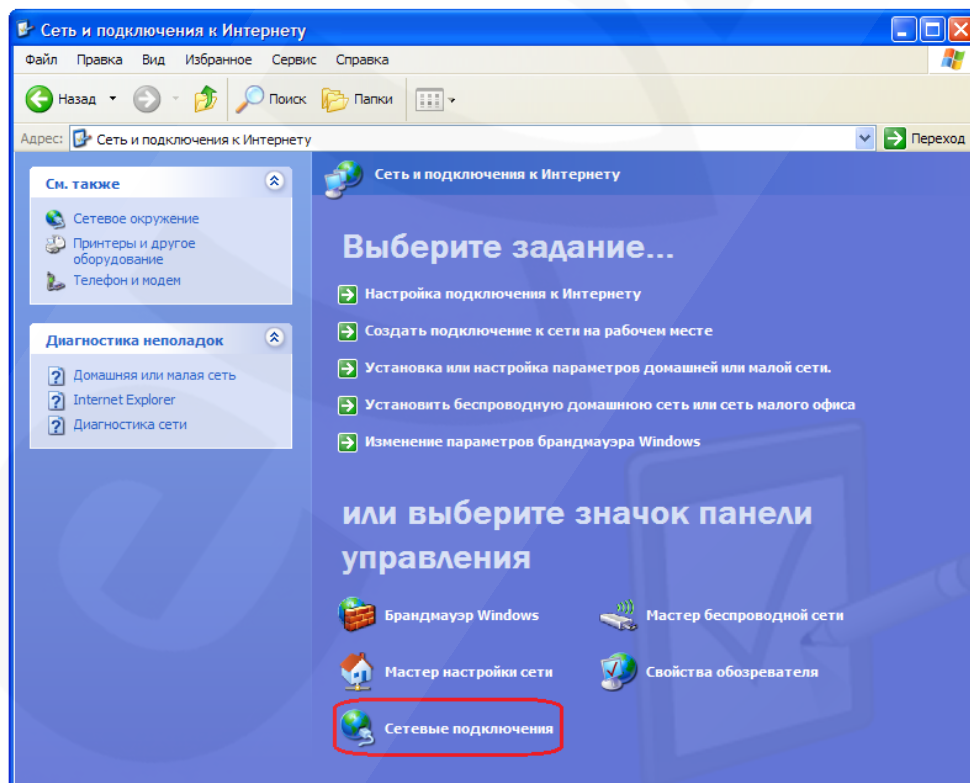 Сеть и подключения к Интернету
Файл Правка Вид Избранное Сервис Справка
Назад Поиск Папки
Адрес: Сеть и подключения к Интернету Переход
См. также
Сетевое окружение
Принтеры и другое
оборудование
Телефон и модем
Диагностика неполадок
Домашняя или малая сеть
Internet Explorer
Диагностика сети
Сеть и подключения к Интернету
Выберите задание...
Настройка подключения к Интернету
Создать подключение к сети на рабочем месте
Установка или настройка параметров домашней или малой сети.
Установить беспроводную домашнюю сеть или сеть малого офиса
Изменение параметров брандмауэра Windows
или выберите значок панели
управления
Брандмауэр Windows Мастер беспроводной сети
Мастер настройки сети Свойства обозревателя
Сетевые подключения